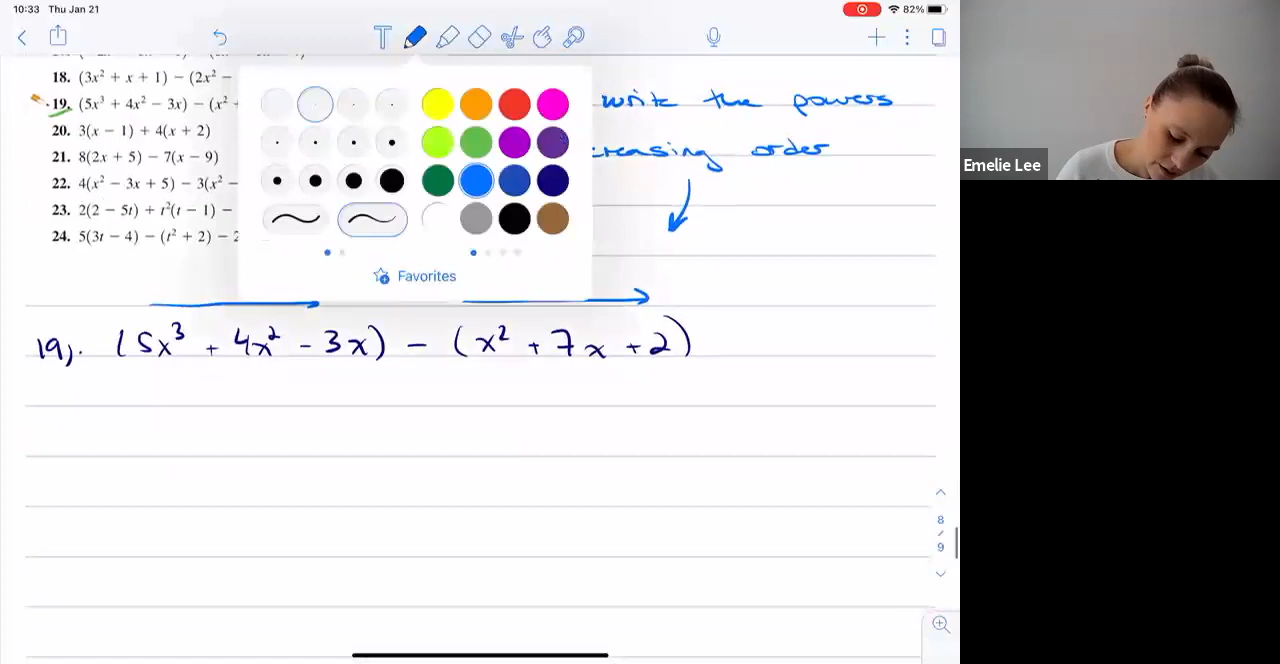 10:33 Thu Jan 21
82%
18. (3x² + x + 1) − (2x² −
write the powers
19. (5x³ + 4x² − 3x) − (x² +
20. 3(x − 1) + 4(x + 2)
creasing order
21. 8(2x + 5) − 7(x − 9)
Emelie Lee
22. 4(x² − 3x + 5) − 3(x² −
23. 2(2 − 5t) + t²(t − 1) −
24. 5(3t − 4) − (t² + 2) − 2
Favorites
19). (5x³ + 4x² − 3x) − (x² + 7x + 2)
8
/
9